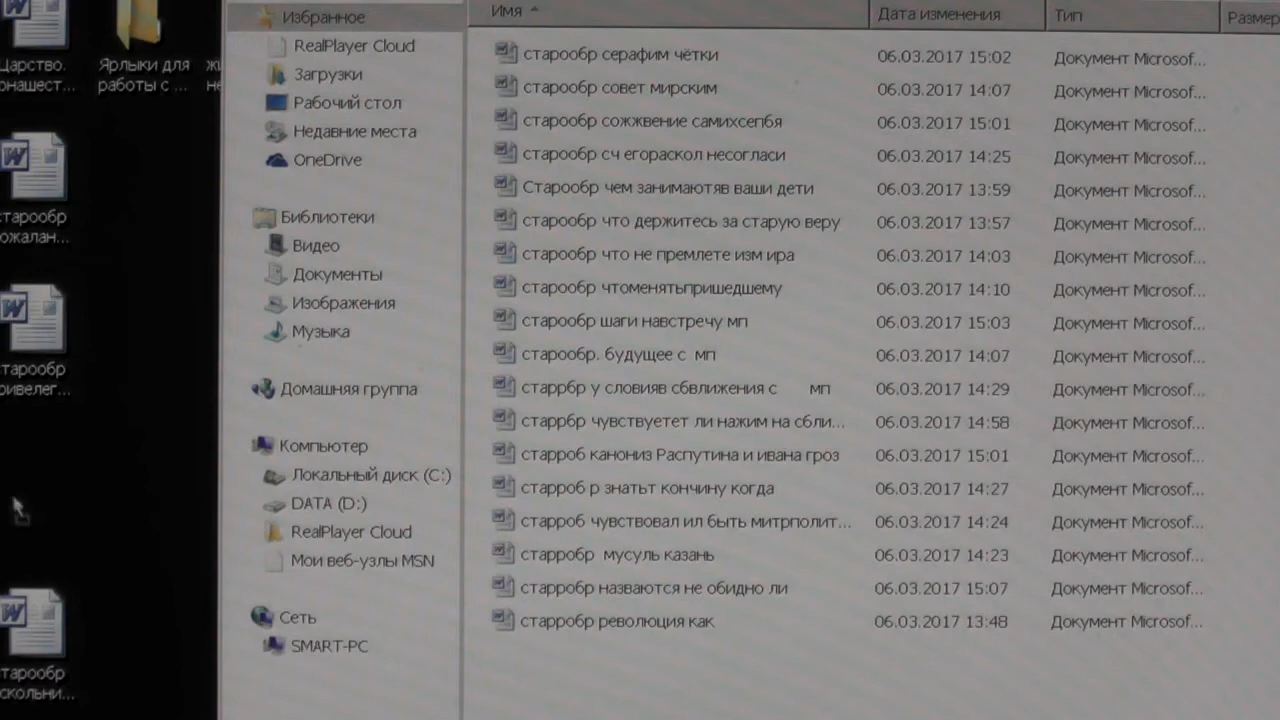 Царство.
Ярлыки для
работы с ...
старообр
старообр
Избранное
RealPlayer Cloud
Загрузки
Рабочий стол
Недавние места
OneDrive
Библиотеки
Видео
Документы
Изображения
Музыка
Домашняя группа
Компьютер
Локальный диск (C:)
DATA (D:)
RealPlayer Cloud
Мои веб-узлы MSN
Сеть
SMART-PC
Имя Дата изменения Тип Размер
старообр серафим чётки 06.03.2017 15:02 Документ Microsof...
старообр совет мирским 06.03.2017 14:07 Документ Microsof...
старообр сожжвение самихсегбя 06.03.2017 15:01 Документ Microsof...
старообр сч егораскол несогласи 06.03.2017 14:25 Документ Microsof...
Старообр чем занимаютяв ваши дети 06.03.2017 13:59 Документ Microsof...
старообр что держитесь за старую веру 06.03.2017 13:57 Документ Microsof...
старообр что не премлете изм ира 06.03.2017 14:03 Документ Microsof...
старообр чтоменятьпришедшему 06.03.2017 14:10 Документ Microsof...
старообр шаги навстречу мп 06.03.2017 15:03 Документ Microsof...
старообр. будущее с мп 06.03.2017 14:07 Документ Microsof...
старрбр у словияв сбвлижения с мп 06.03.2017 14:29 Документ Microsof...
старрбр чувствуетет ли нажим на сбли... 06.03.2017 14:58 Документ Microsof...
старроб канониз Распутина и ивана гроз 06.03.2017 15:01 Документ Microsof...
старроб р знатьт кончину когда 06.03.2017 14:27 Документ Microsof...
старроб чувствовал ил быть митрполит... 06.03.2017 14:24 Документ Microsof...
старробр мусуль казань 06.03.2017 14:23 Документ Microsof...
старробр назваются не обидно ли 06.03.2017 15:07 Документ Microsof...
старробр революция как 06.03.2017 13:48 Документ Microsof...